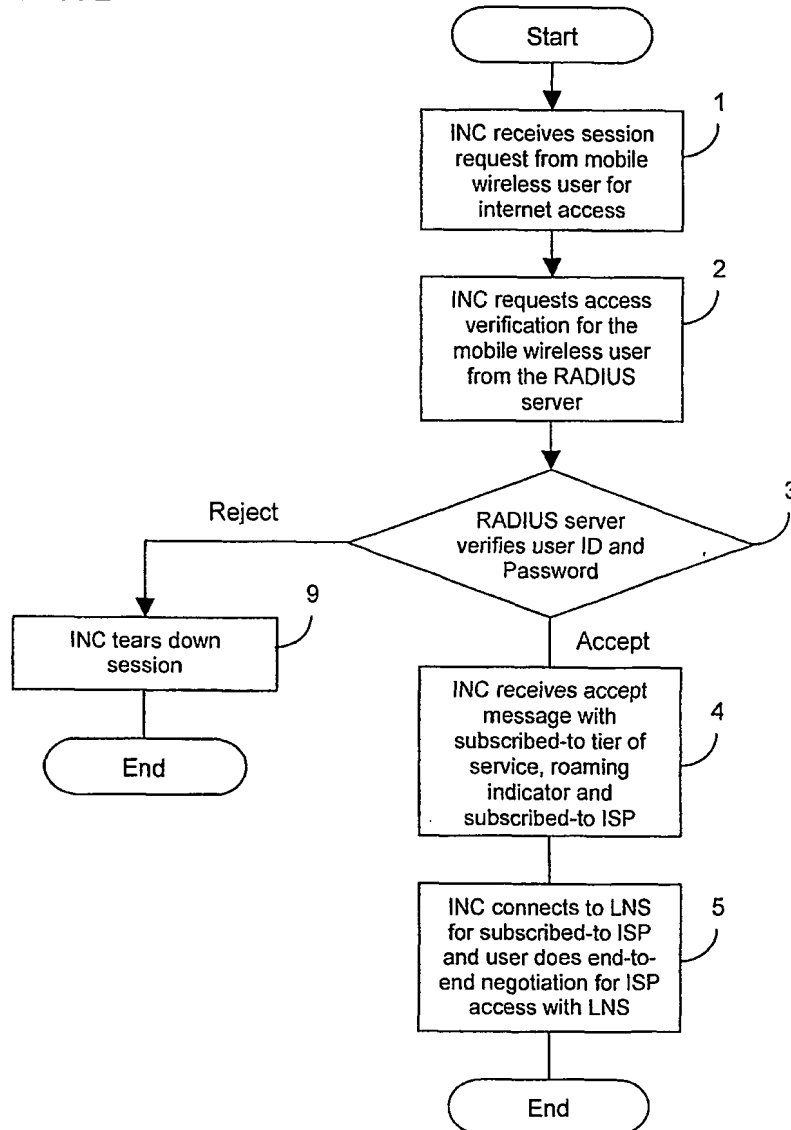 Start
1
INC receives session
request from mobile
wireless user for
internet access
2
INC requests access
verification for the
mobile wireless user
from the RADIUS
server
3
RADIUS server
verifies user ID and
Password
Reject
9
INC tears down
session
End
Accept
4
INC receives accept
message with
subscribed-to tier of
service, roaming
indicator and
subscribed-to ISP
5
INC connects to LNS
for subscribed-to ISP
and user does end-to-
end negotiation for ISP
access with LNS
End